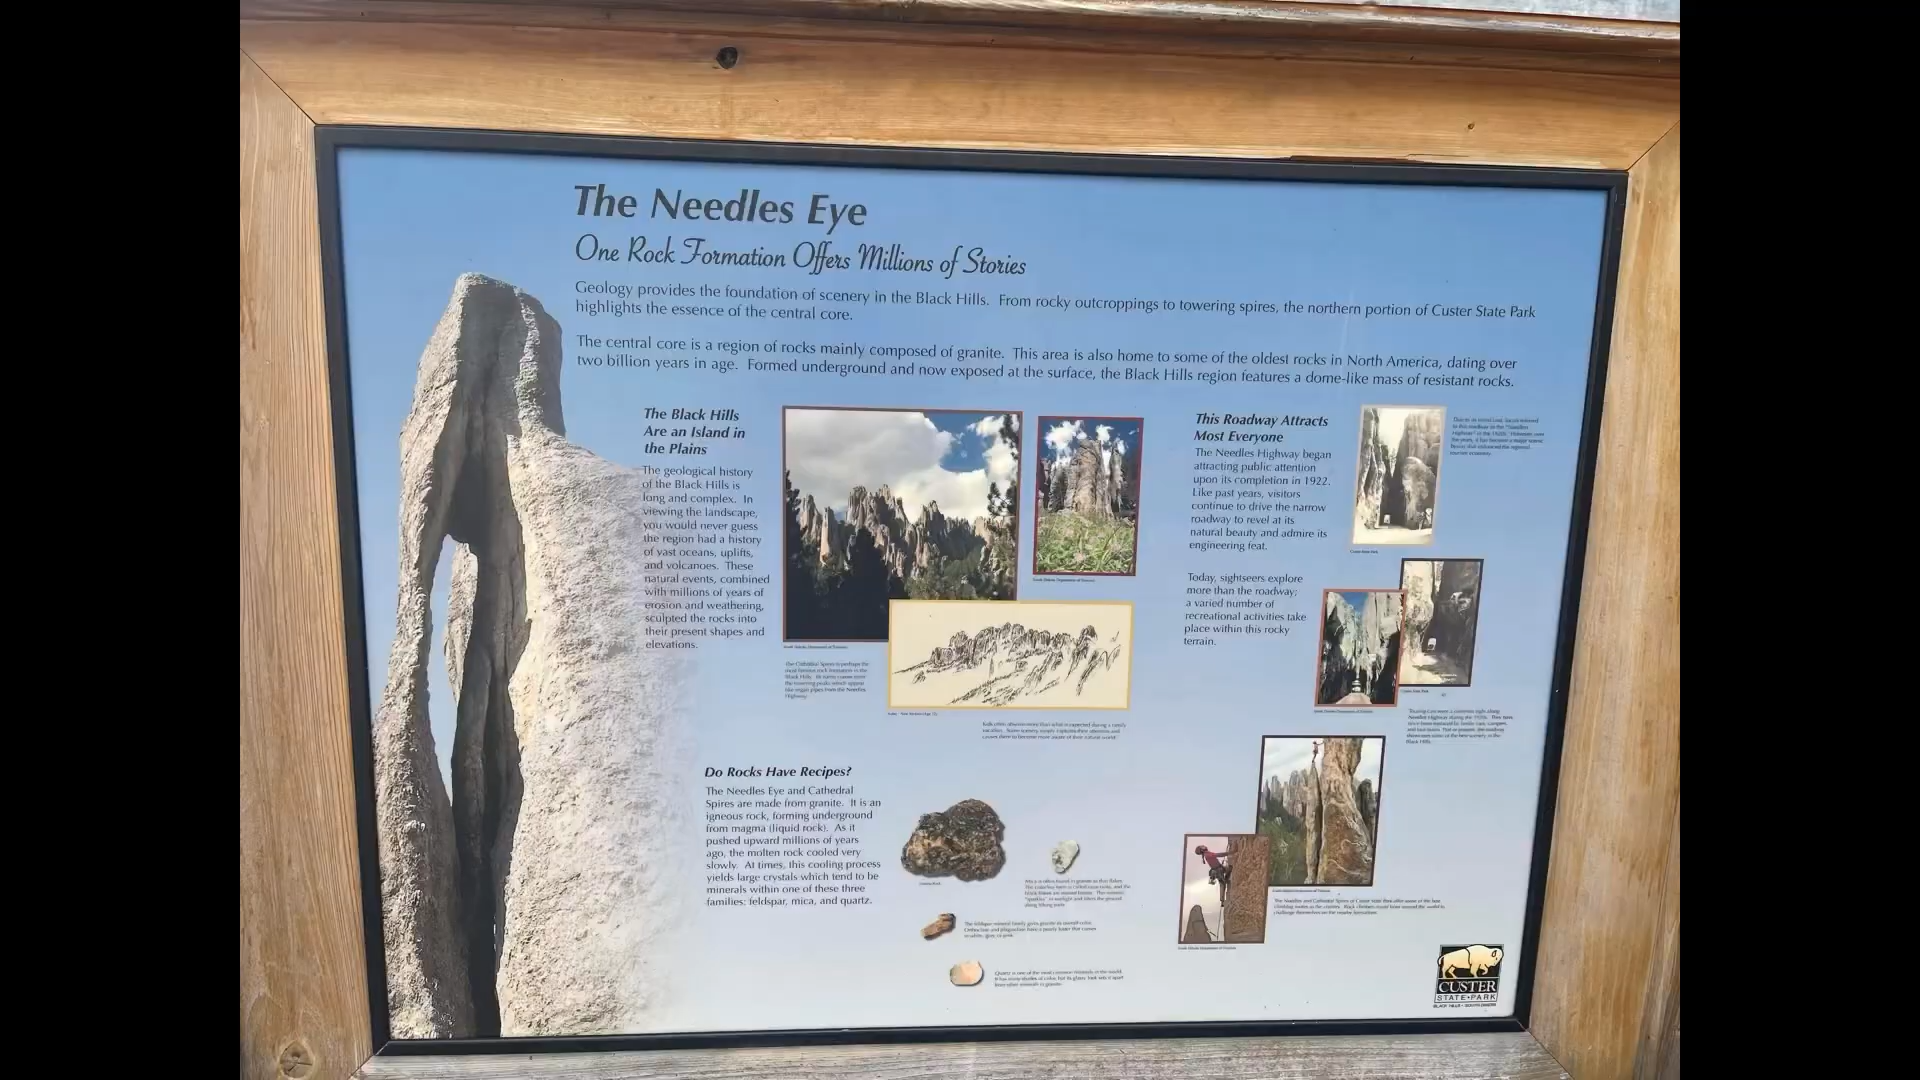 The Needles Eye
One Rock Formation Offers Millions of Stories
Geology provides the foundation of scenery in the Black Hills. From rocky outcroppings to towering spires, the northern portion of Custer State Park
highlights the essence of the central core.
The central core is a region of rocks mainly composed of granite. This area is also home to some of the oldest rocks in North America, dating over
two billion years in age. Formed underground and now exposed at the surface, the Black Hills region features a dome-like mass of resistant rocks.
The Black Hills
Are an Island in
the Plains
The geological history
of the Black Hills is
long and complex. In
viewing the landscape,
you would never guess
the region had a history
of vast oceans, uplifts,
and volcanoes. These
natural events, combined
with millions of years of
erosion and weathering,
sculpted the rocks into
their present shapes and
elevations.
This Roadway Attracts
Most Everyone
The Needles Highway began
attracting public attention
upon its completion in 1922.
Like past years, visitors
continue to drive the narrow
roadway to revel at its
natural beauty and admire its
engineering feat.
Today, sightseers explore
more than the roadway;
a varied number of
recreational activities take
place within this rocky
terrain.
Do Rocks Have Recipes?
The Needles Eye and Cathedral
Spires are made from granite. It is an
igneous rock, forming underground
from magma (liquid rock). As it
pushed upward millions of years
ago, the molten rock cooled very
slowly. At times, this cooling process
yields large crystals which tend to be
minerals within one of these three
families: feldspar, mica, and quartz.
Quartz is one of the most common minerals in the world.
CUSTER
STATE PARK